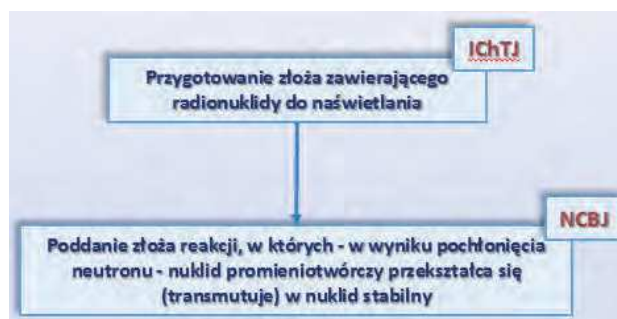 IChTJ
Przygotowanie złoża zawierającego
radionuklidy do naświetlania
NCBJ
Poddanie złoża reakcji, w których - w wyniku pochłonięcia
neutronu - nuklid promieniotwórczy przekształca się
(transmutuje) w nuklid stabilny